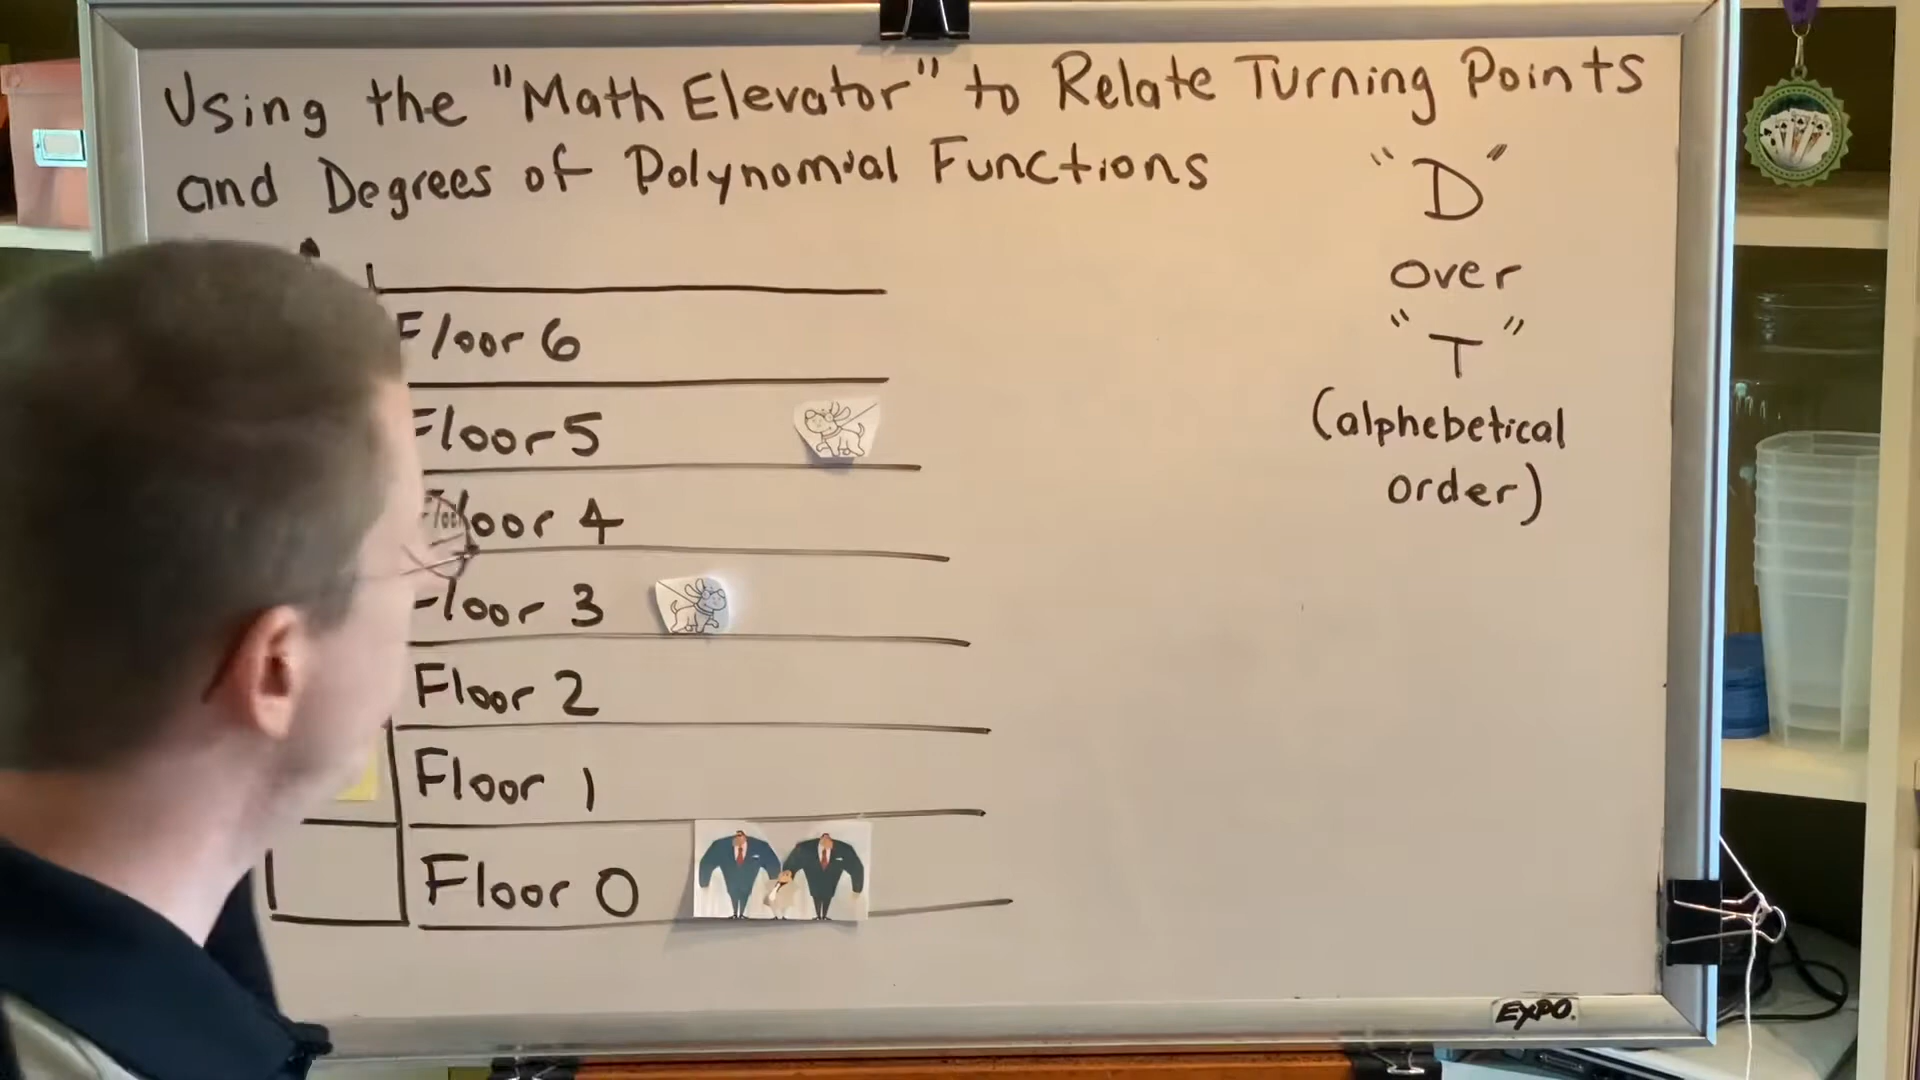 Using the "Math Elevator" to Relate Turning Points
and Degrees of Polynomial Functions
"D"
over
"T"
(alphebetical
order)
Floor 6
Floor 5
Floor 4
Floor 3
Floor 2
Floor 1
Floor 0
EXPO